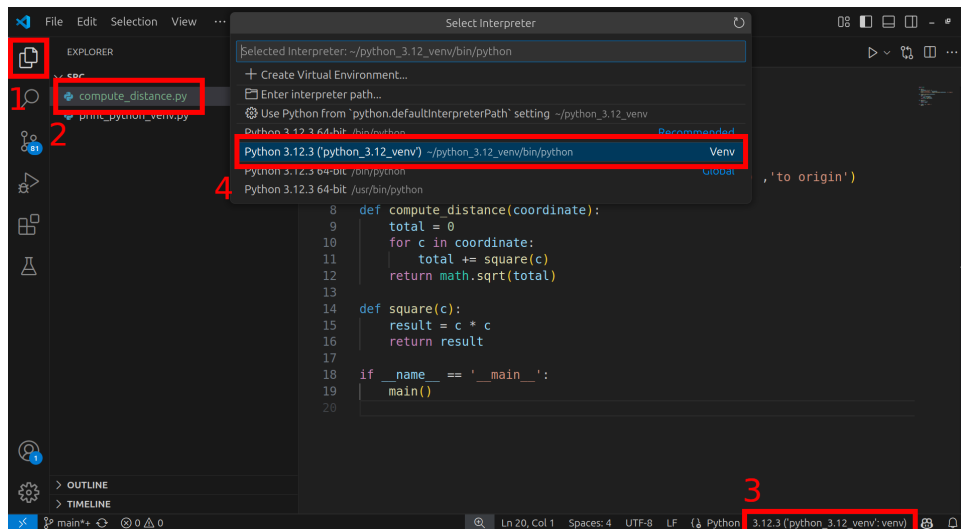 File Edit Selection View ···
Select Interpreter
EXPLORER
Selected Interpreter: ~/python_3.12_venv/bin/python
SRC
Create Virtual Environment...
1
compute_distance.py
Enter interpreter path...
2
print_python_venv.py
Use Python from `python.defaultInterpreterPath` setting ~/python_3.12_venv
Python 3.12.3 64-bit /bin/python Recommended
81
Python 3.12.3 ('python_3.12_venv') ~/python_3.12_venv/bin/python Venv
Python 3.12.3 64-bit /bin/python Global
,'to origin')
4
Python 3.12.3 64-bit /usr/bin/python
8 def compute_distance(coordinate):
9 total = 0
10 for c in coordinate:
11 total += square(c)
12 return math.sqrt(total)
13
14 def square(c):
15 result = c * c
16 return result
17
18 if __name__ == '__main__':
19 main()
20
1
OUTLINE
3
TIMELINE
main*+ 0 0 Ln 20, Col 1 Spaces: 4 UTF-8 LF Python 3.12.3 ('python_3.12_venv': venv)